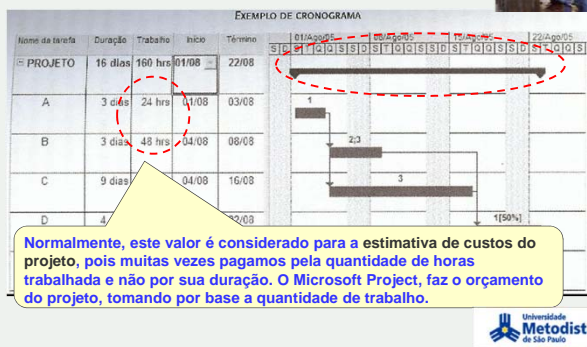 EXEMPLO DE CRONOGRAMA
Nome da tarefa Duração Trabalho Início Término 01/Ago/05 08/Ago/05 15/Ago/05 22/Ago
S D S T Q Q S S D S T Q Q S S D S T Q Q S S D S T Q
PROJETO 16 dias 160 hrs 01/08 22/08
A 3 dias 24 hrs 01/08 03/08 1
B 3 dias 48 hrs 04/08 08/08 2;3
C 9 dias 04/08 16/08 3
D 4 22/08 1[50%]
Normalmente, este valor é considerado para a estimativa de custos do
projeto, pois muitas vezes pagamos pela quantidade de horas
trabalhada e não por sua duração. O Microsoft Project, faz o orçamento
do projeto, tomando por base a quantidade de trabalho.
Universidade
Metodist
de São Paulo